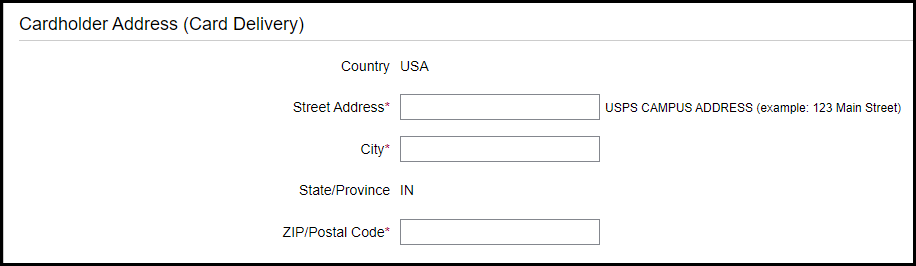 Cardholder Address (Card Delivery)
Country USA
Street Address* USPS CAMPUS ADDRESS (example: 123 Main Street)
City*
State/Province IN
ZIP/Postal Code*